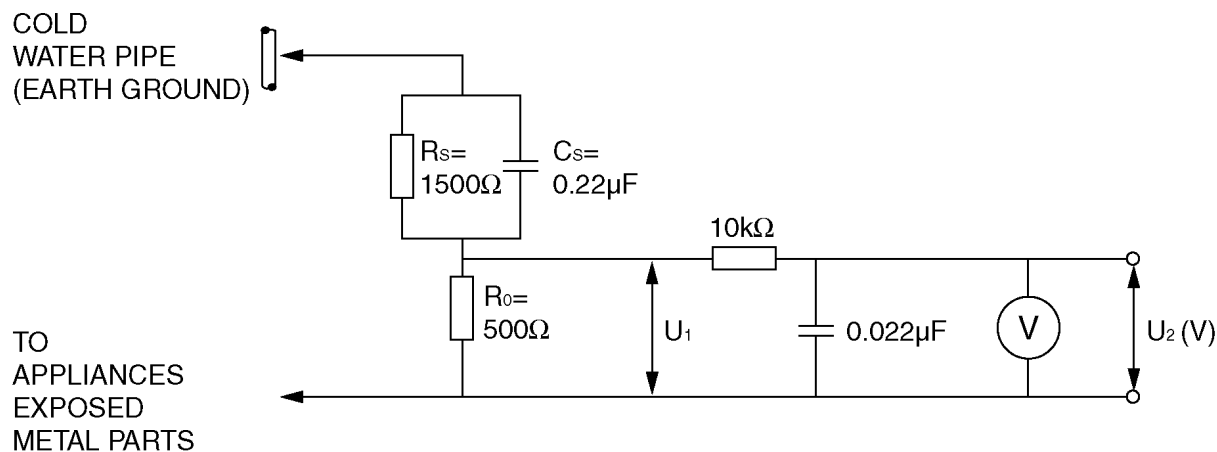 COLD
WATER PIPE
(EARTH GROUND)
RS=
1500Ω
CS=
0.22µF
10kΩ
R0=
500Ω
U1
0.022µF
V
U2 (V)
TO
APPLIANCES
EXPOSED
METAL PARTS